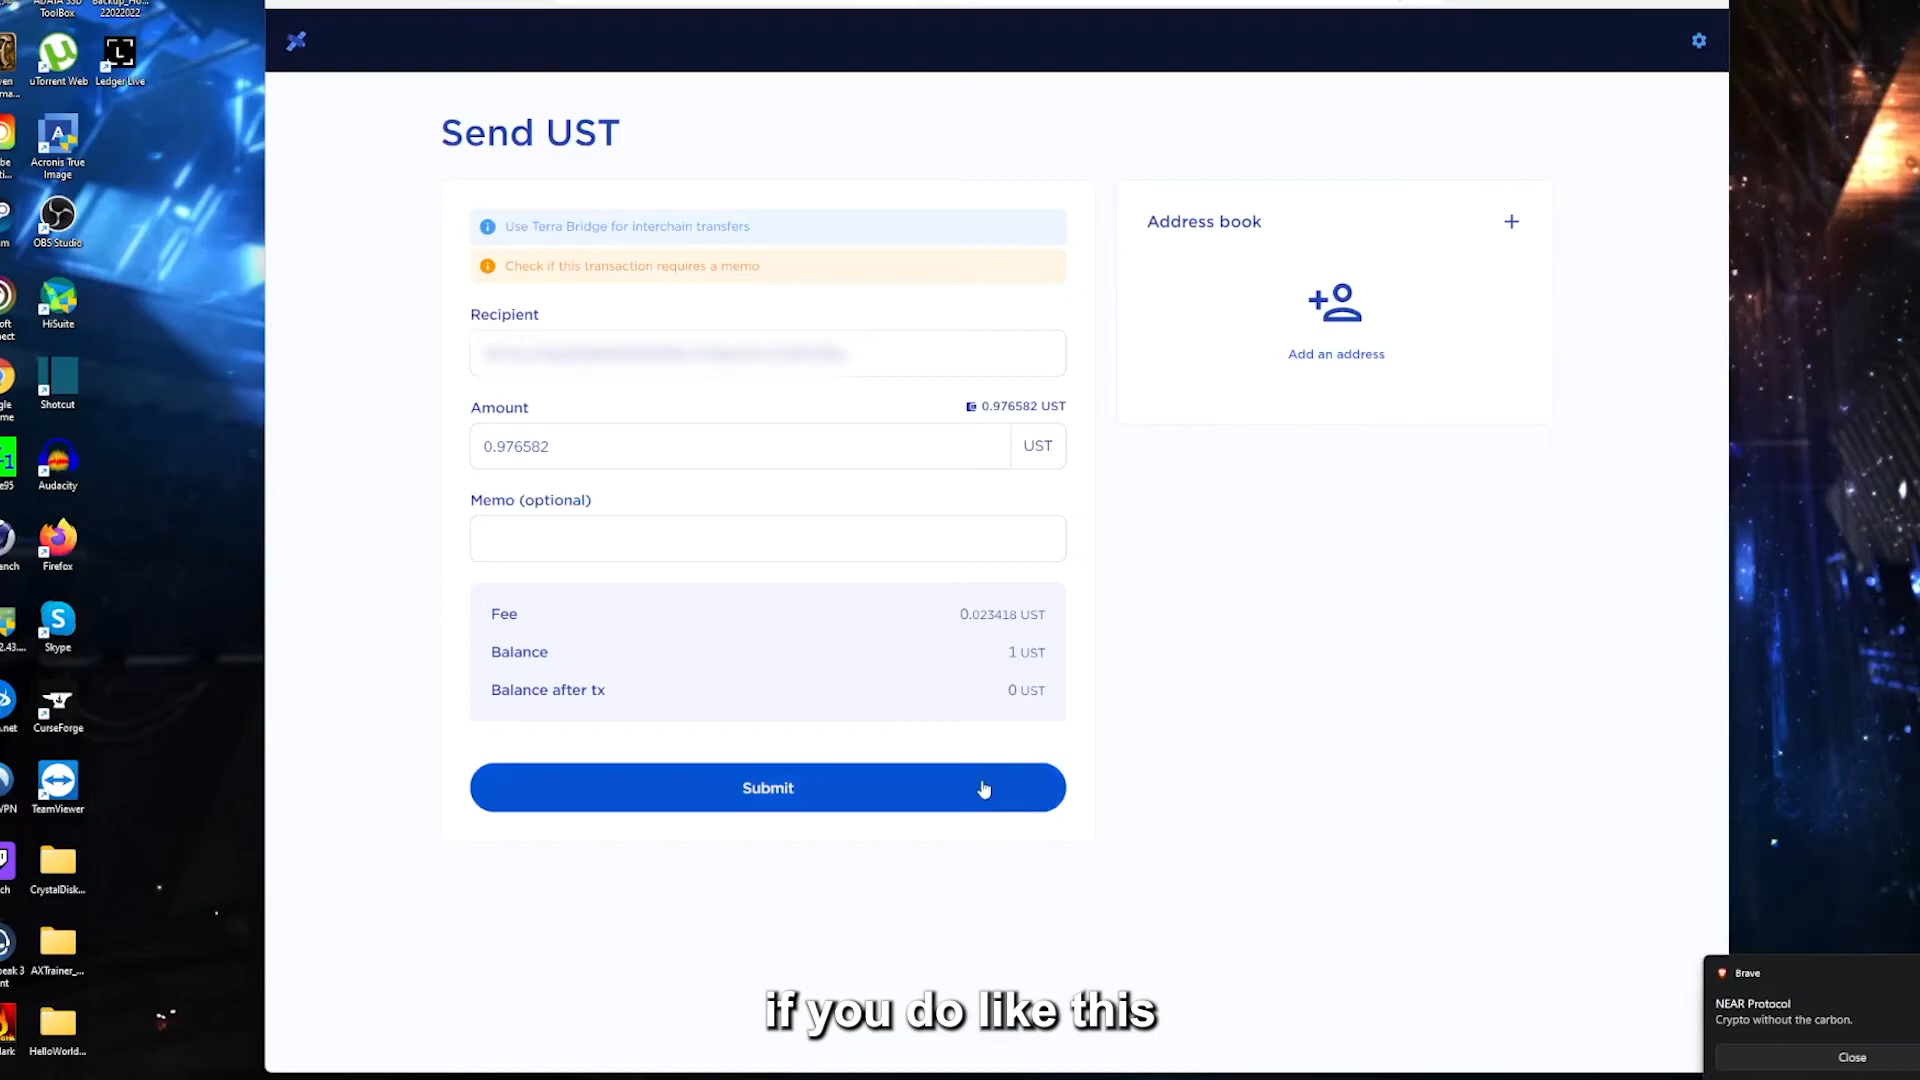 ToolBox
22022022
uTorrent Web
Ledger Live
Acronis True
Image
OBS Studio
HiSuite
Shotcut
Audacity
Firefox
Skype
CurseForge
TeamViewer
CrystalDisk...
AXTrainer_...
HelloWorld...
Send UST
Use Terra Bridge for interchain transfers
Check if this transaction requires a memo
Recipient
Amount
0.976582 UST
0.976582
UST
Memo (optional)
Fee
0.023418 UST
Balance
1 UST
Balance after tx
0 UST
Submit
Address book
Add an address
if you do like this
Brave
NEAR Protocol
Crypto without the carbon.
Close